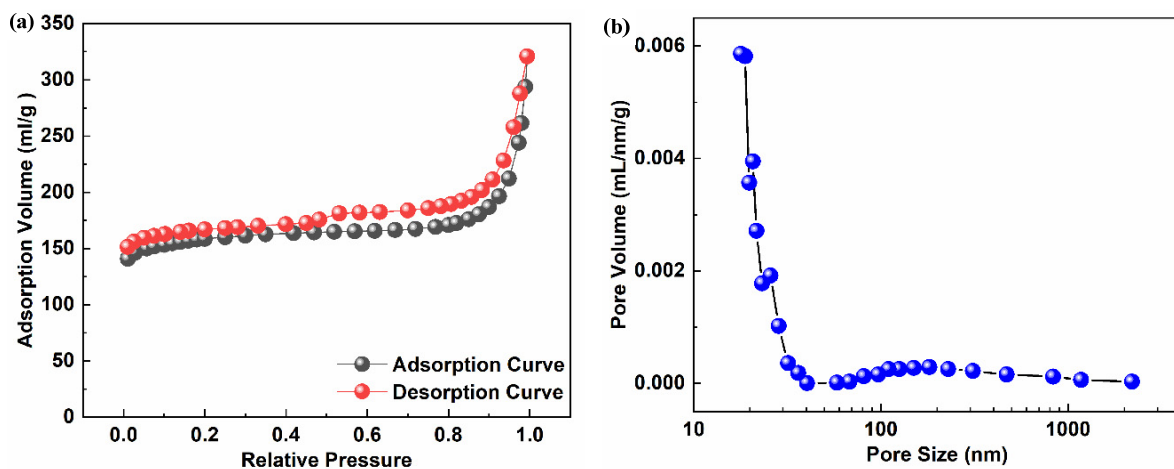 (a)
350
300
250
200
150
100
50
0
Adsorption Volume (ml/g)
Adsorption Curve
Desorption Curve
0.0 0.2 0.4 0.6 0.8 1.0
Relative Pressure
(b)
0.006
0.004
0.002
0.000
Pore Volume (mL/nm/g)
10 100 1000
Pore Size (nm)